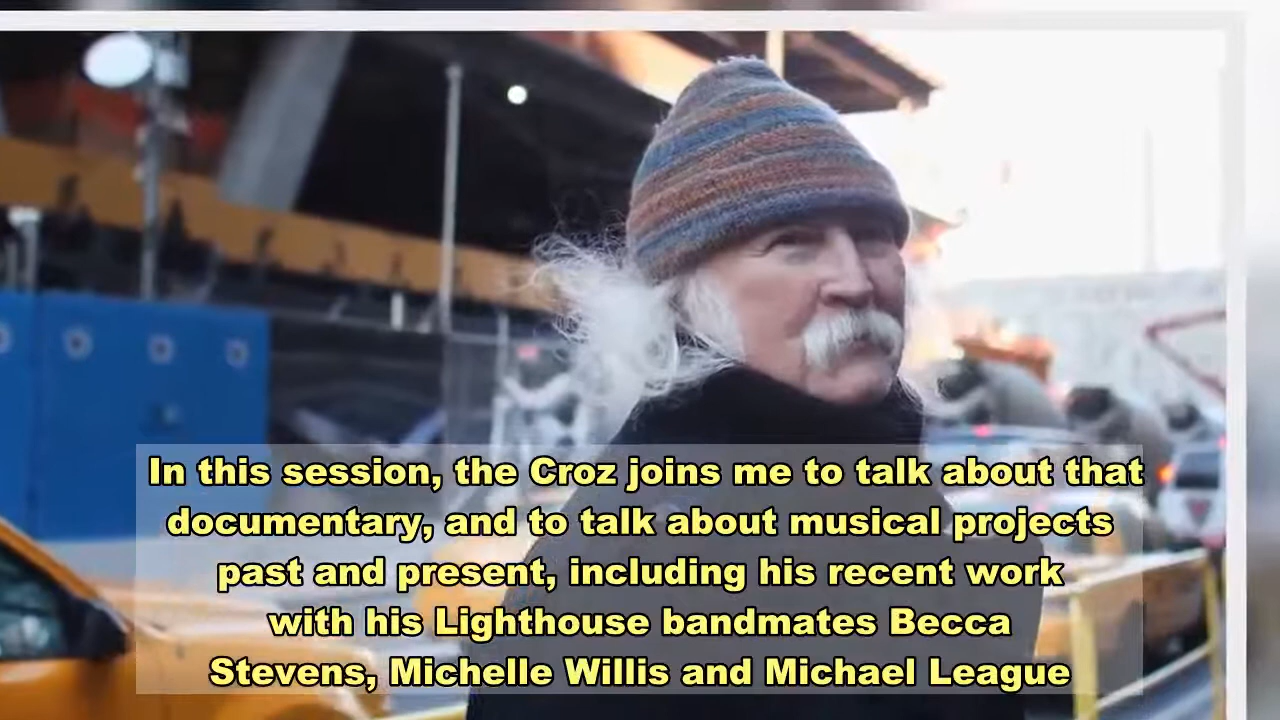 In this session, the Croz joins me to talk about that
documentary, and to talk about musical projects
past and present, including his recent work
with his Lighthouse bandmates Becca
Stevens, Michelle Willis and Michael League